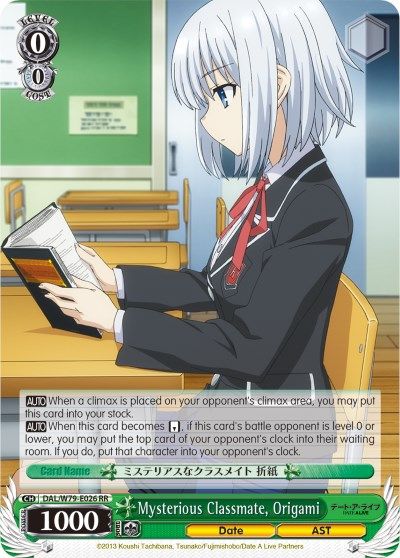 LEVEL
0
0
COST
AUTO When a climax is placed on your opponent's climax area, you may put
this card into your stock.
AUTO When this card becomes , if this card's battle opponent is level 0 or
lower, you may put the top card of your opponent's clock into their waiting
room. If you do, put that card into your opponent's clock.
Card Name
ミステリアスなクラスメイト 折紙
CH DAL/W79-E026 RR
Mysterious Classmate, Origami
デート・ア・ライブ
DATE A LIVE
POWER
1000
Date
AST
©2013 Koushi Tachibana, Tsunako/Fujimishobo/Date A Live Partners